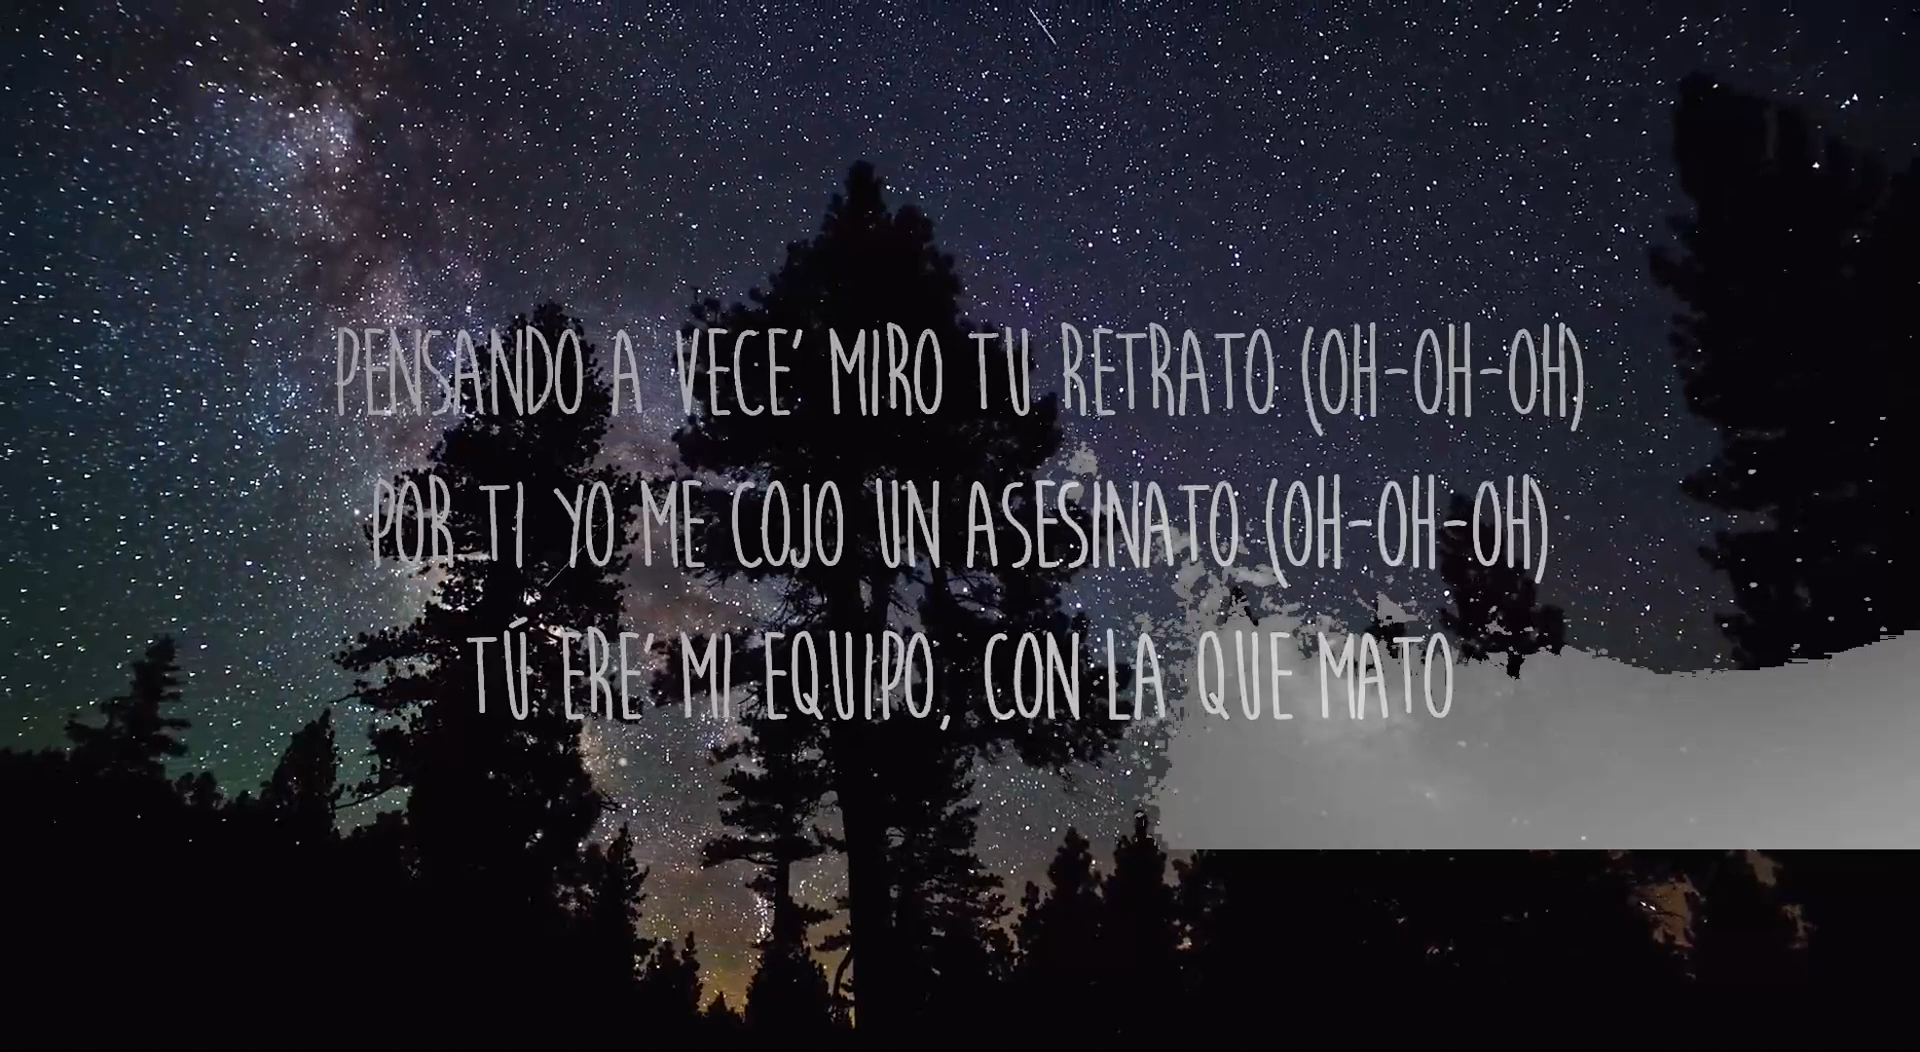 PENSANDO A VECE' MIRO TU RETRATO (OH-OH-OH)
POR TI YO ME COJO UN ASESINATO (OH-OH-OH)
TÚ ERE' MI EQUIPO, CON LA QUE MATO